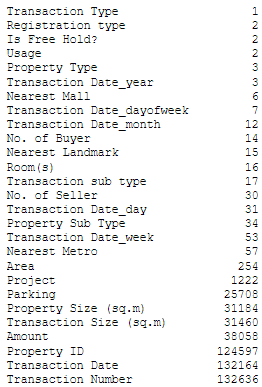 Transaction Type 1
Registration type 2
Is Free Hold? 2
Usage 2
Property Type 3
Transaction Date_year 3
Nearest Mall 6
Transaction Date_dayofweek 7
Transaction Date_month 12
No. of Buyer 14
Nearest Landmark 15
Room(s) 16
Transaction sub type 17
No. of Seller 30
Transaction Date_day 31
Property Sub Type 34
Transaction Date_week 53
Nearest Metro 57
Area 254
Project 1222
Parking 25708
Property Size (sq.m) 31184
Transaction Size (sq.m) 31460
Amount 38058
Property ID 124597
Transaction Date 132164
Transaction Number 132636